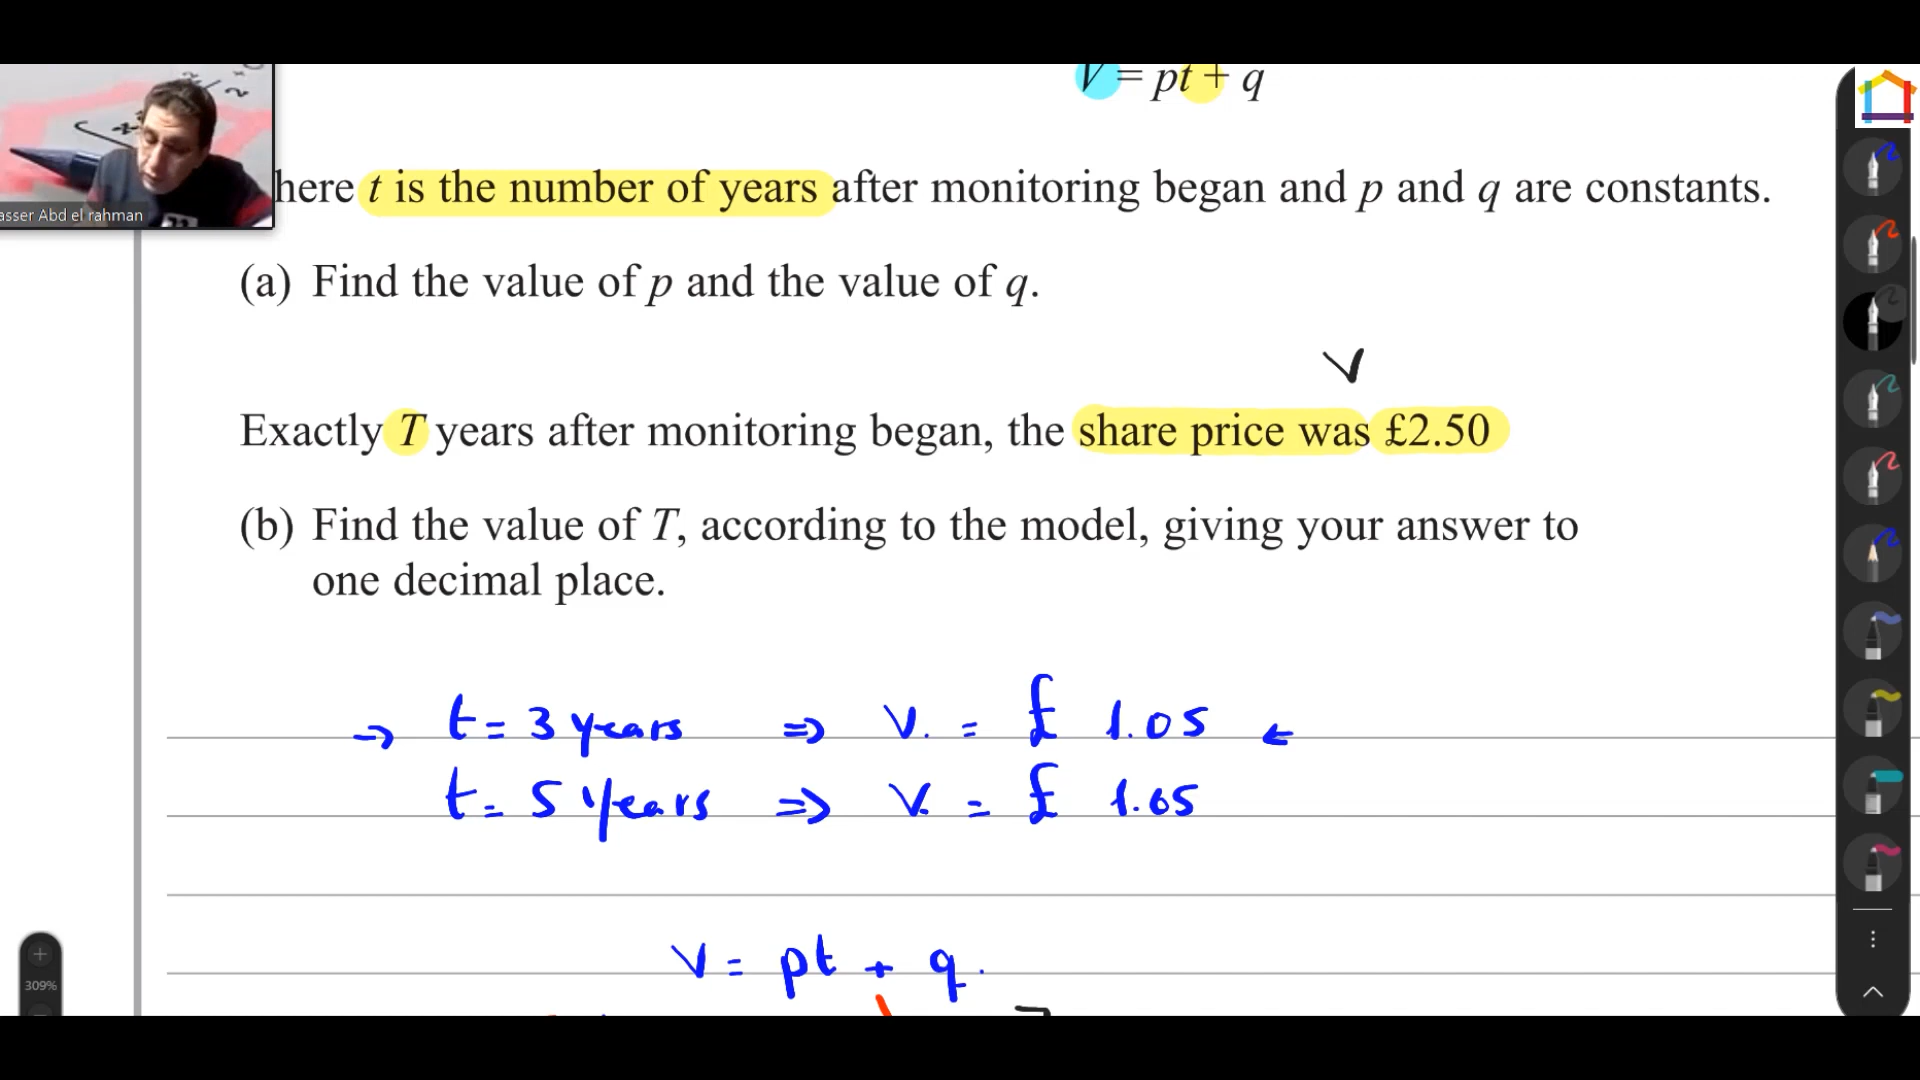 V = pt + q
here t is the number of years after monitoring began and p and q are constants.
asser Abd el rahman
(a) Find the value of p and the value of q.
V
Exactly T years after monitoring began, the share price was £2.50
(b) Find the value of T, according to the model, giving your answer to
one decimal place.
→ t = 3 years ⇒ V. = £ 1.05 ←
t = 5 years ⇒ V. = £ 1.65
V = pt + q.
309%